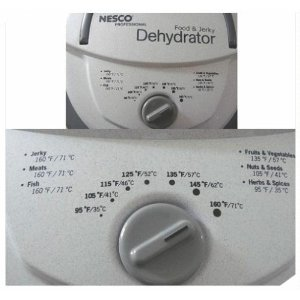 NESCO
PROFESSIONAL
Food & Jerky
Dehydrator
• Jerky
160 °F/ 71 °C
• Meats
160 °F/ 71 °C
• Fish
160 °F/ 71 °C
95 °F/35°C
105 °F/41°C
115 °F/46°C
125 °F/52°C
135 °F/57°C
145 °F/62°C
160 °F/71°C
• Fruits & Vegetables
135 °F / 57 °C
• Nuts & Seeds
105 °F / 41 °C
• Herbs & Spices
95 °F / 35 °C